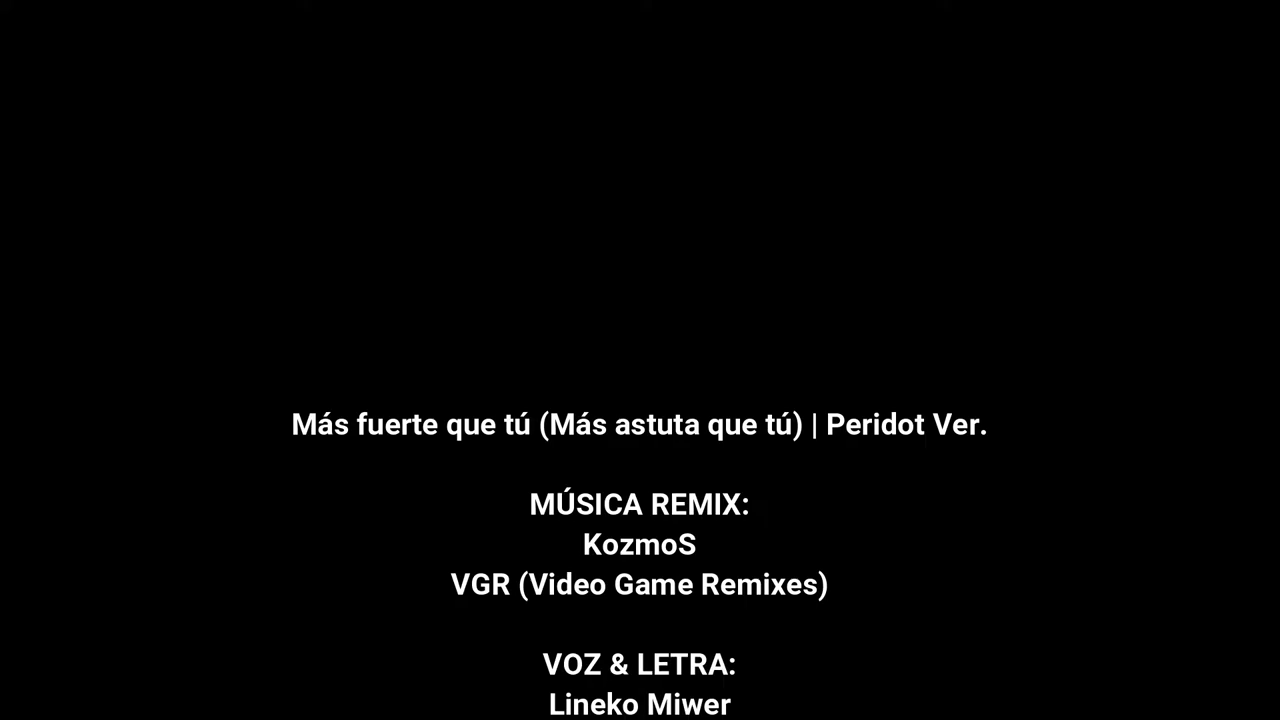 Más fuerte que tú (Más astuta que tú) | Peridot Ver.
MÚSICA REMIX:
KozmoS
VGR (Video Game Remixes)
VOZ & LETRA:
Lineko Miwer